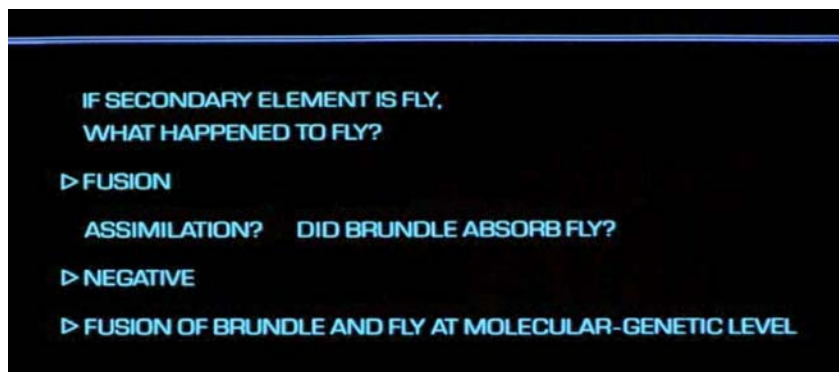 IF SECONDARY ELEMENT IS FLY,
WHAT HAPPENED TO FLY?
▷ FUSION
ASSIMILATION? DID BRUNDLE ABSORB FLY?
▷ NEGATIVE
▷ FUSION OF BRUNDLE AND FLY AT MOLECULAR-GENETIC LEVEL